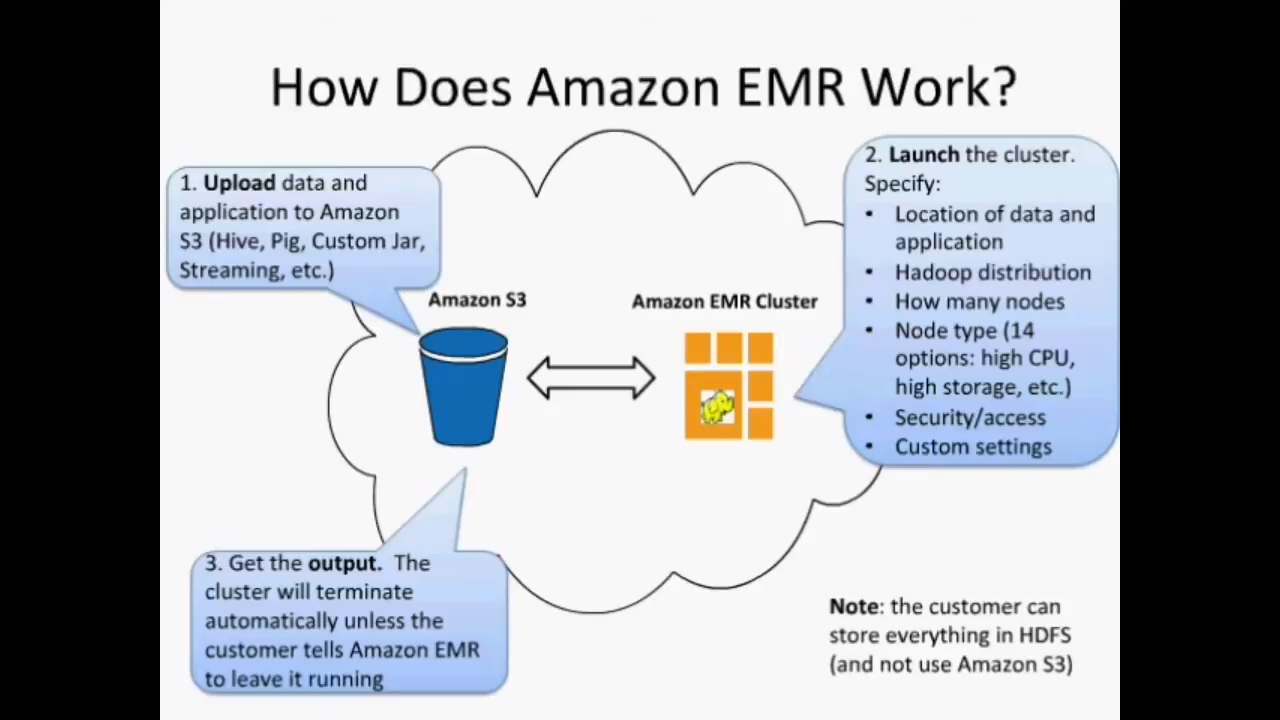 How Does Amazon EMR Work?
1. Upload data and
application to Amazon
S3 (Hive, Pig, Custom Jar,
Streaming, etc.)
2. Launch the cluster.
Specify:
• Location of data and
application
• Hadoop distribution
• How many nodes
• Node type (14
options: high CPU,
high storage, etc.)
• Security/access
• Custom settings
Amazon S3
Amazon EMR Cluster
3. Get the output. The
cluster will terminate
automatically unless the
customer tells Amazon EMR
to leave it running
Note: the customer can
store everything in HDFS
(and not use Amazon S3)